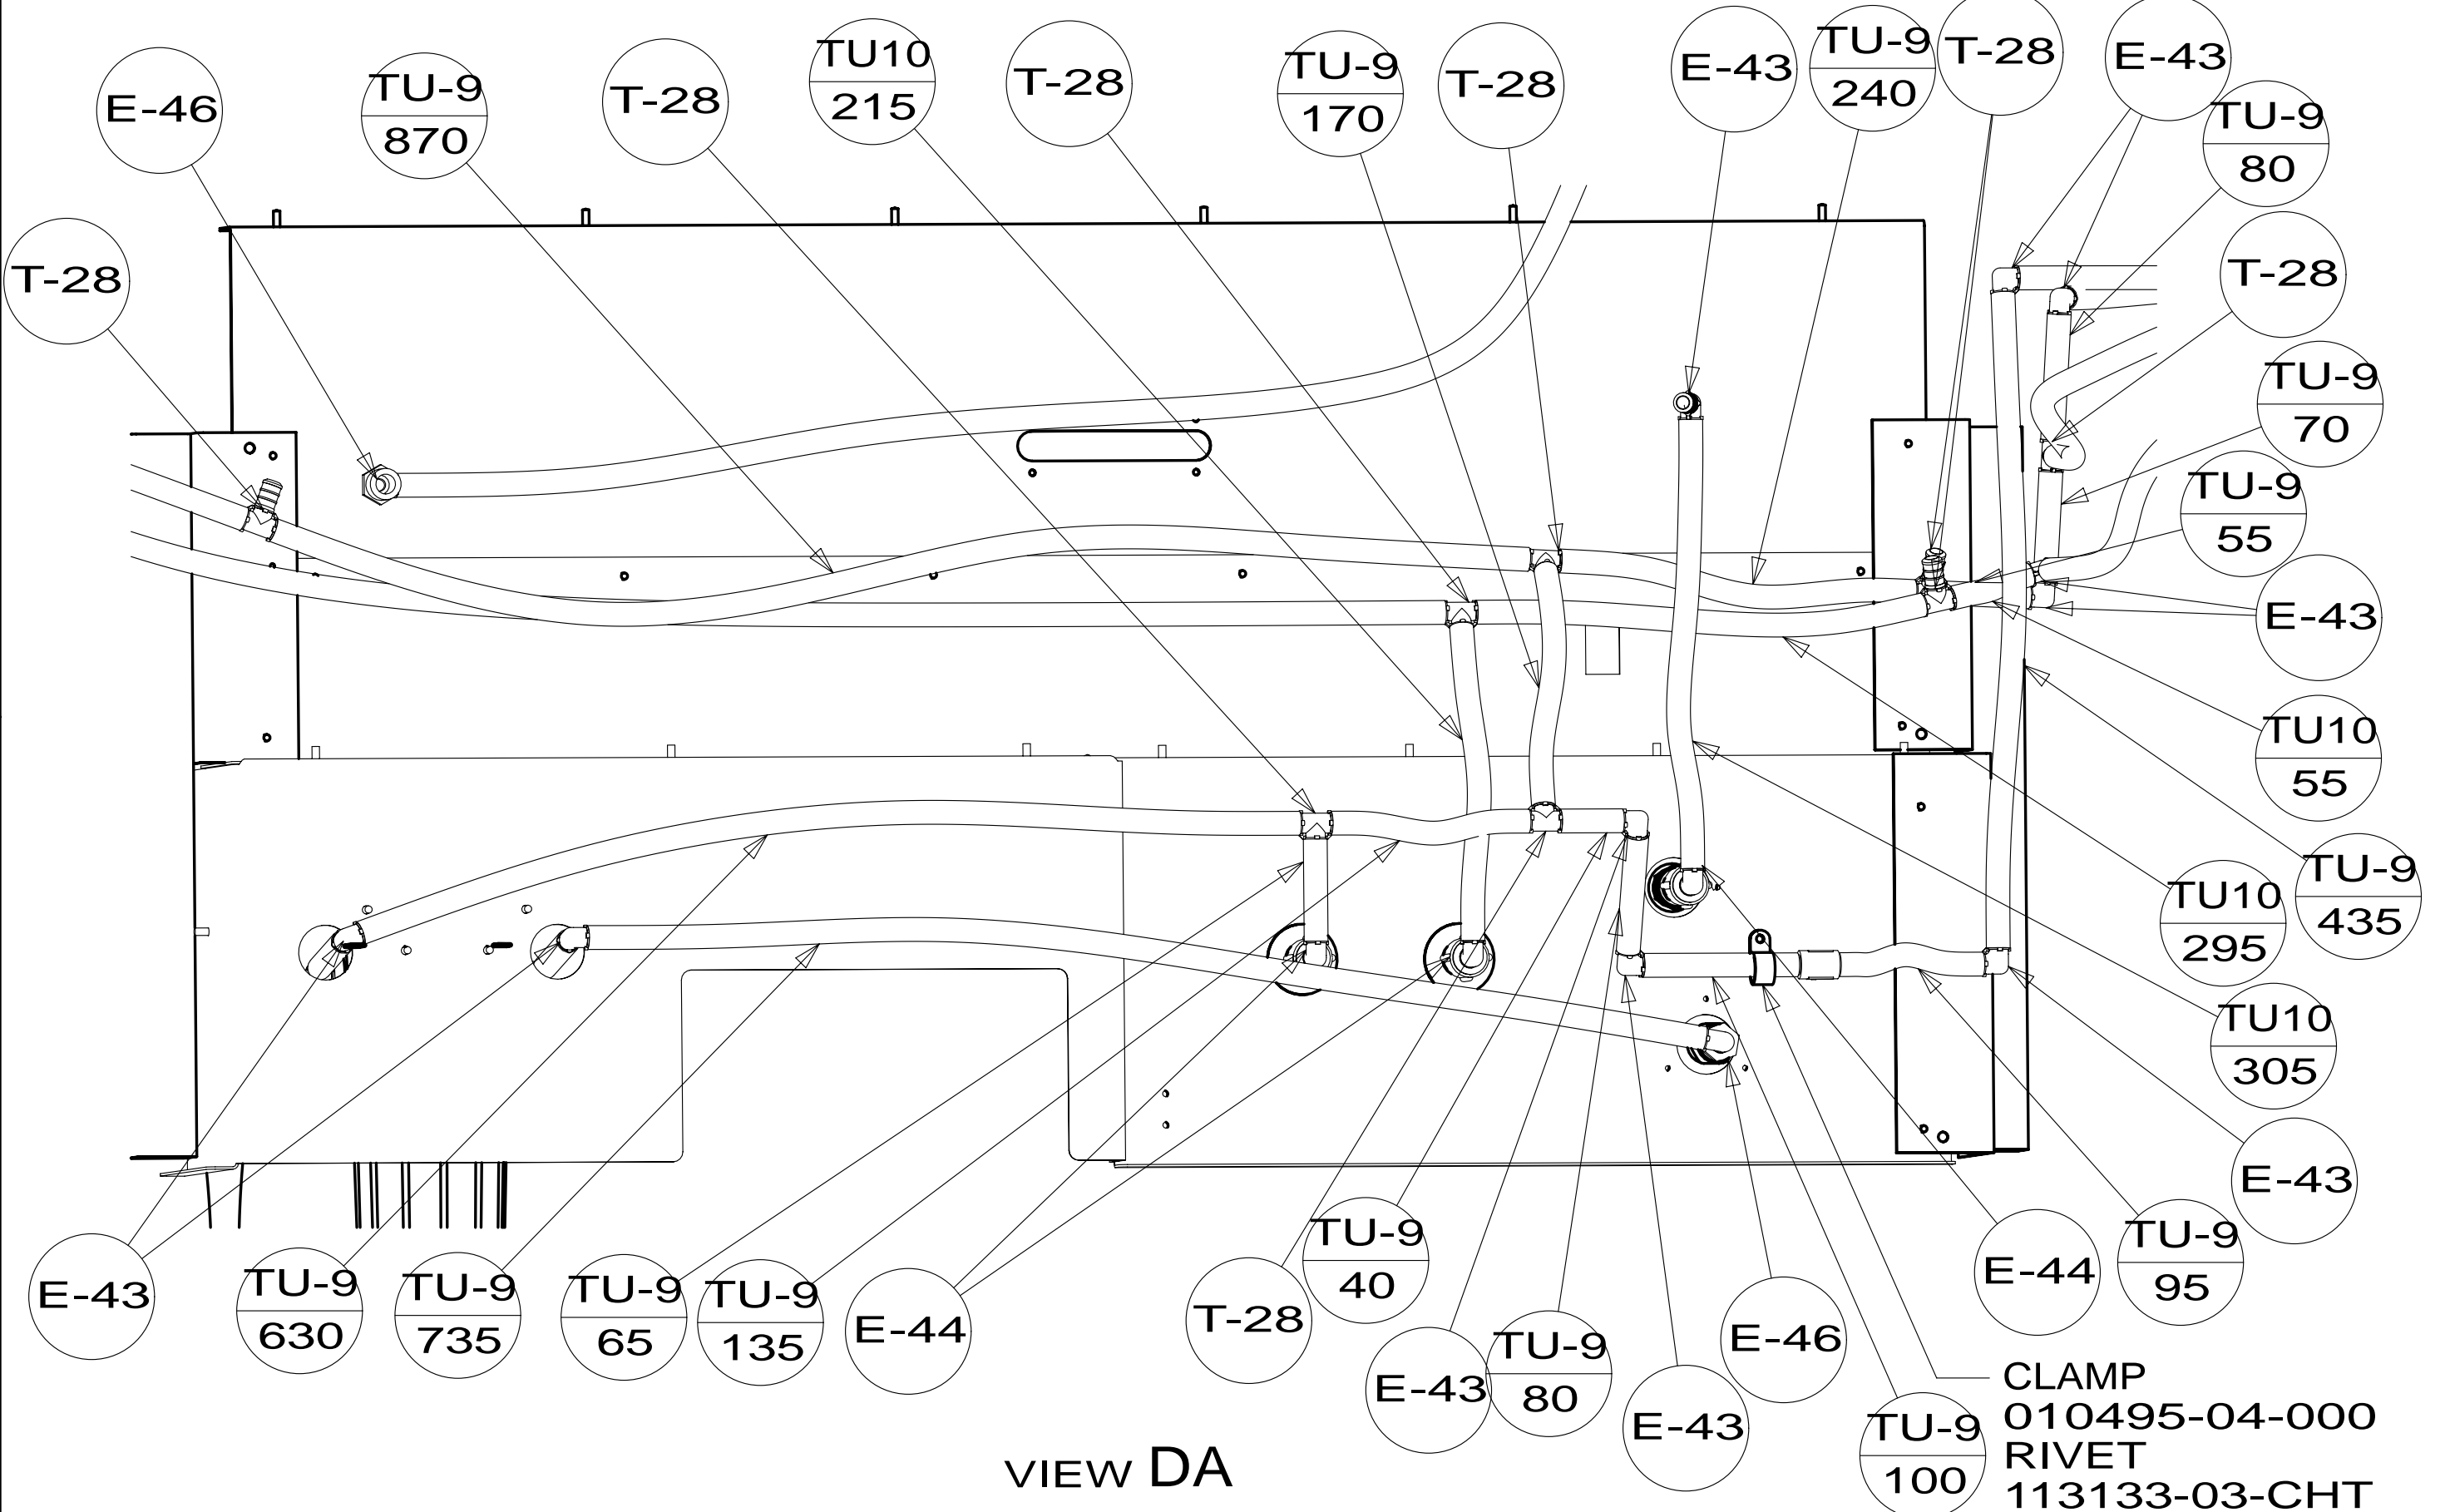 E-46
TU-9
870
T-28
TU10
215
T-28
TU-9
170
T-28
E-43
TU-9
240
T-28
E-43
TU-9
80
T-28
T-28
TU-9
70
TU-9
55
E-43
TU10
55
TU-9
435
TU10
295
TU10
305
E-43
TU-9
95
E-44
E-43
TU-9
630
TU-9
735
TU-9
65
TU-9
135
E-44
T-28
TU-9
40
E-43
TU-9
80
E-43
E-46
TU-9
100
CLAMP
010495-04-000
RIVET
113133-03-CHT
VIEW DA